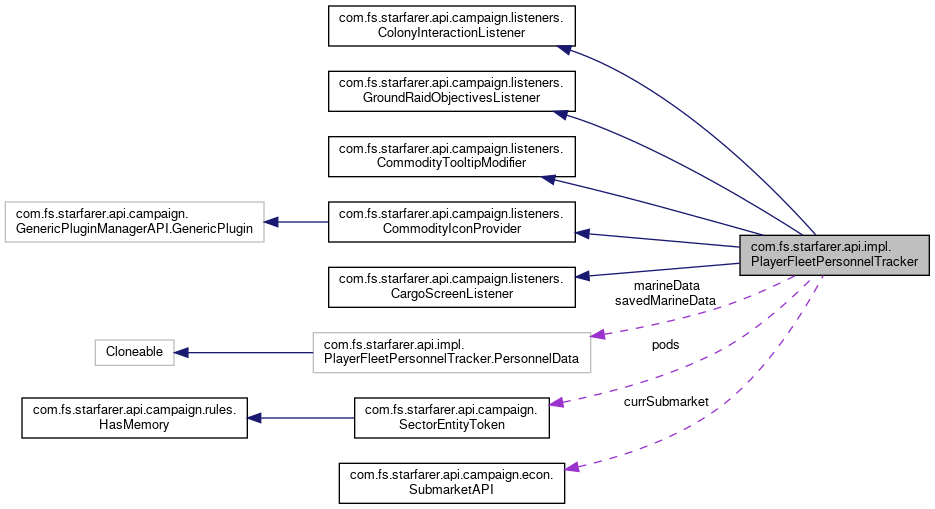 com.fs.starfarer.api.campaign.listeners.
ColonyInteractionListener
com.fs.starfarer.api.campaign.listeners.
GroundRaidObjectivesListener
com.fs.starfarer.api.campaign.listeners.
CommodityTooltipModifier
com.fs.starfarer.api.campaign.
GenericPluginManagerAPI.GenericPlugin
com.fs.starfarer.api.campaign.listeners.
CommodityIconProvider
com.fs.starfarer.api.impl.
PlayerFleetPersonnelTracker
com.fs.starfarer.api.campaign.listeners.
CargoScreenListener
marineData
savedMarineData
Cloneable
com.fs.starfarer.api.impl.
PlayerFleetPersonnelTracker.PersonnelData
pods
com.fs.starfarer.api.campaign.rules.
HasMemory
com.fs.starfarer.api.campaign.
SectorEntityToken
currSubmarket
com.fs.starfarer.api.campaign.econ.
SubmarketAPI